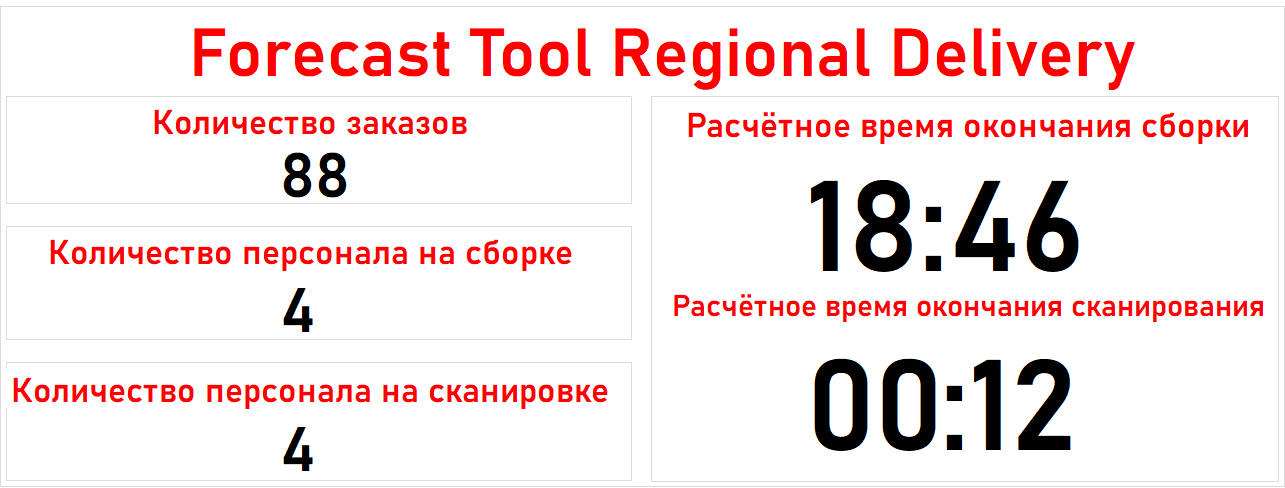 Forecast Tool Regional Delivery
Количество заказов
88
Количество персонала на сборке
4
Количество персонала на сканировке
4
Расчётное время окончания сборки
18:46
Расчётное время окончания сканирования
00:12